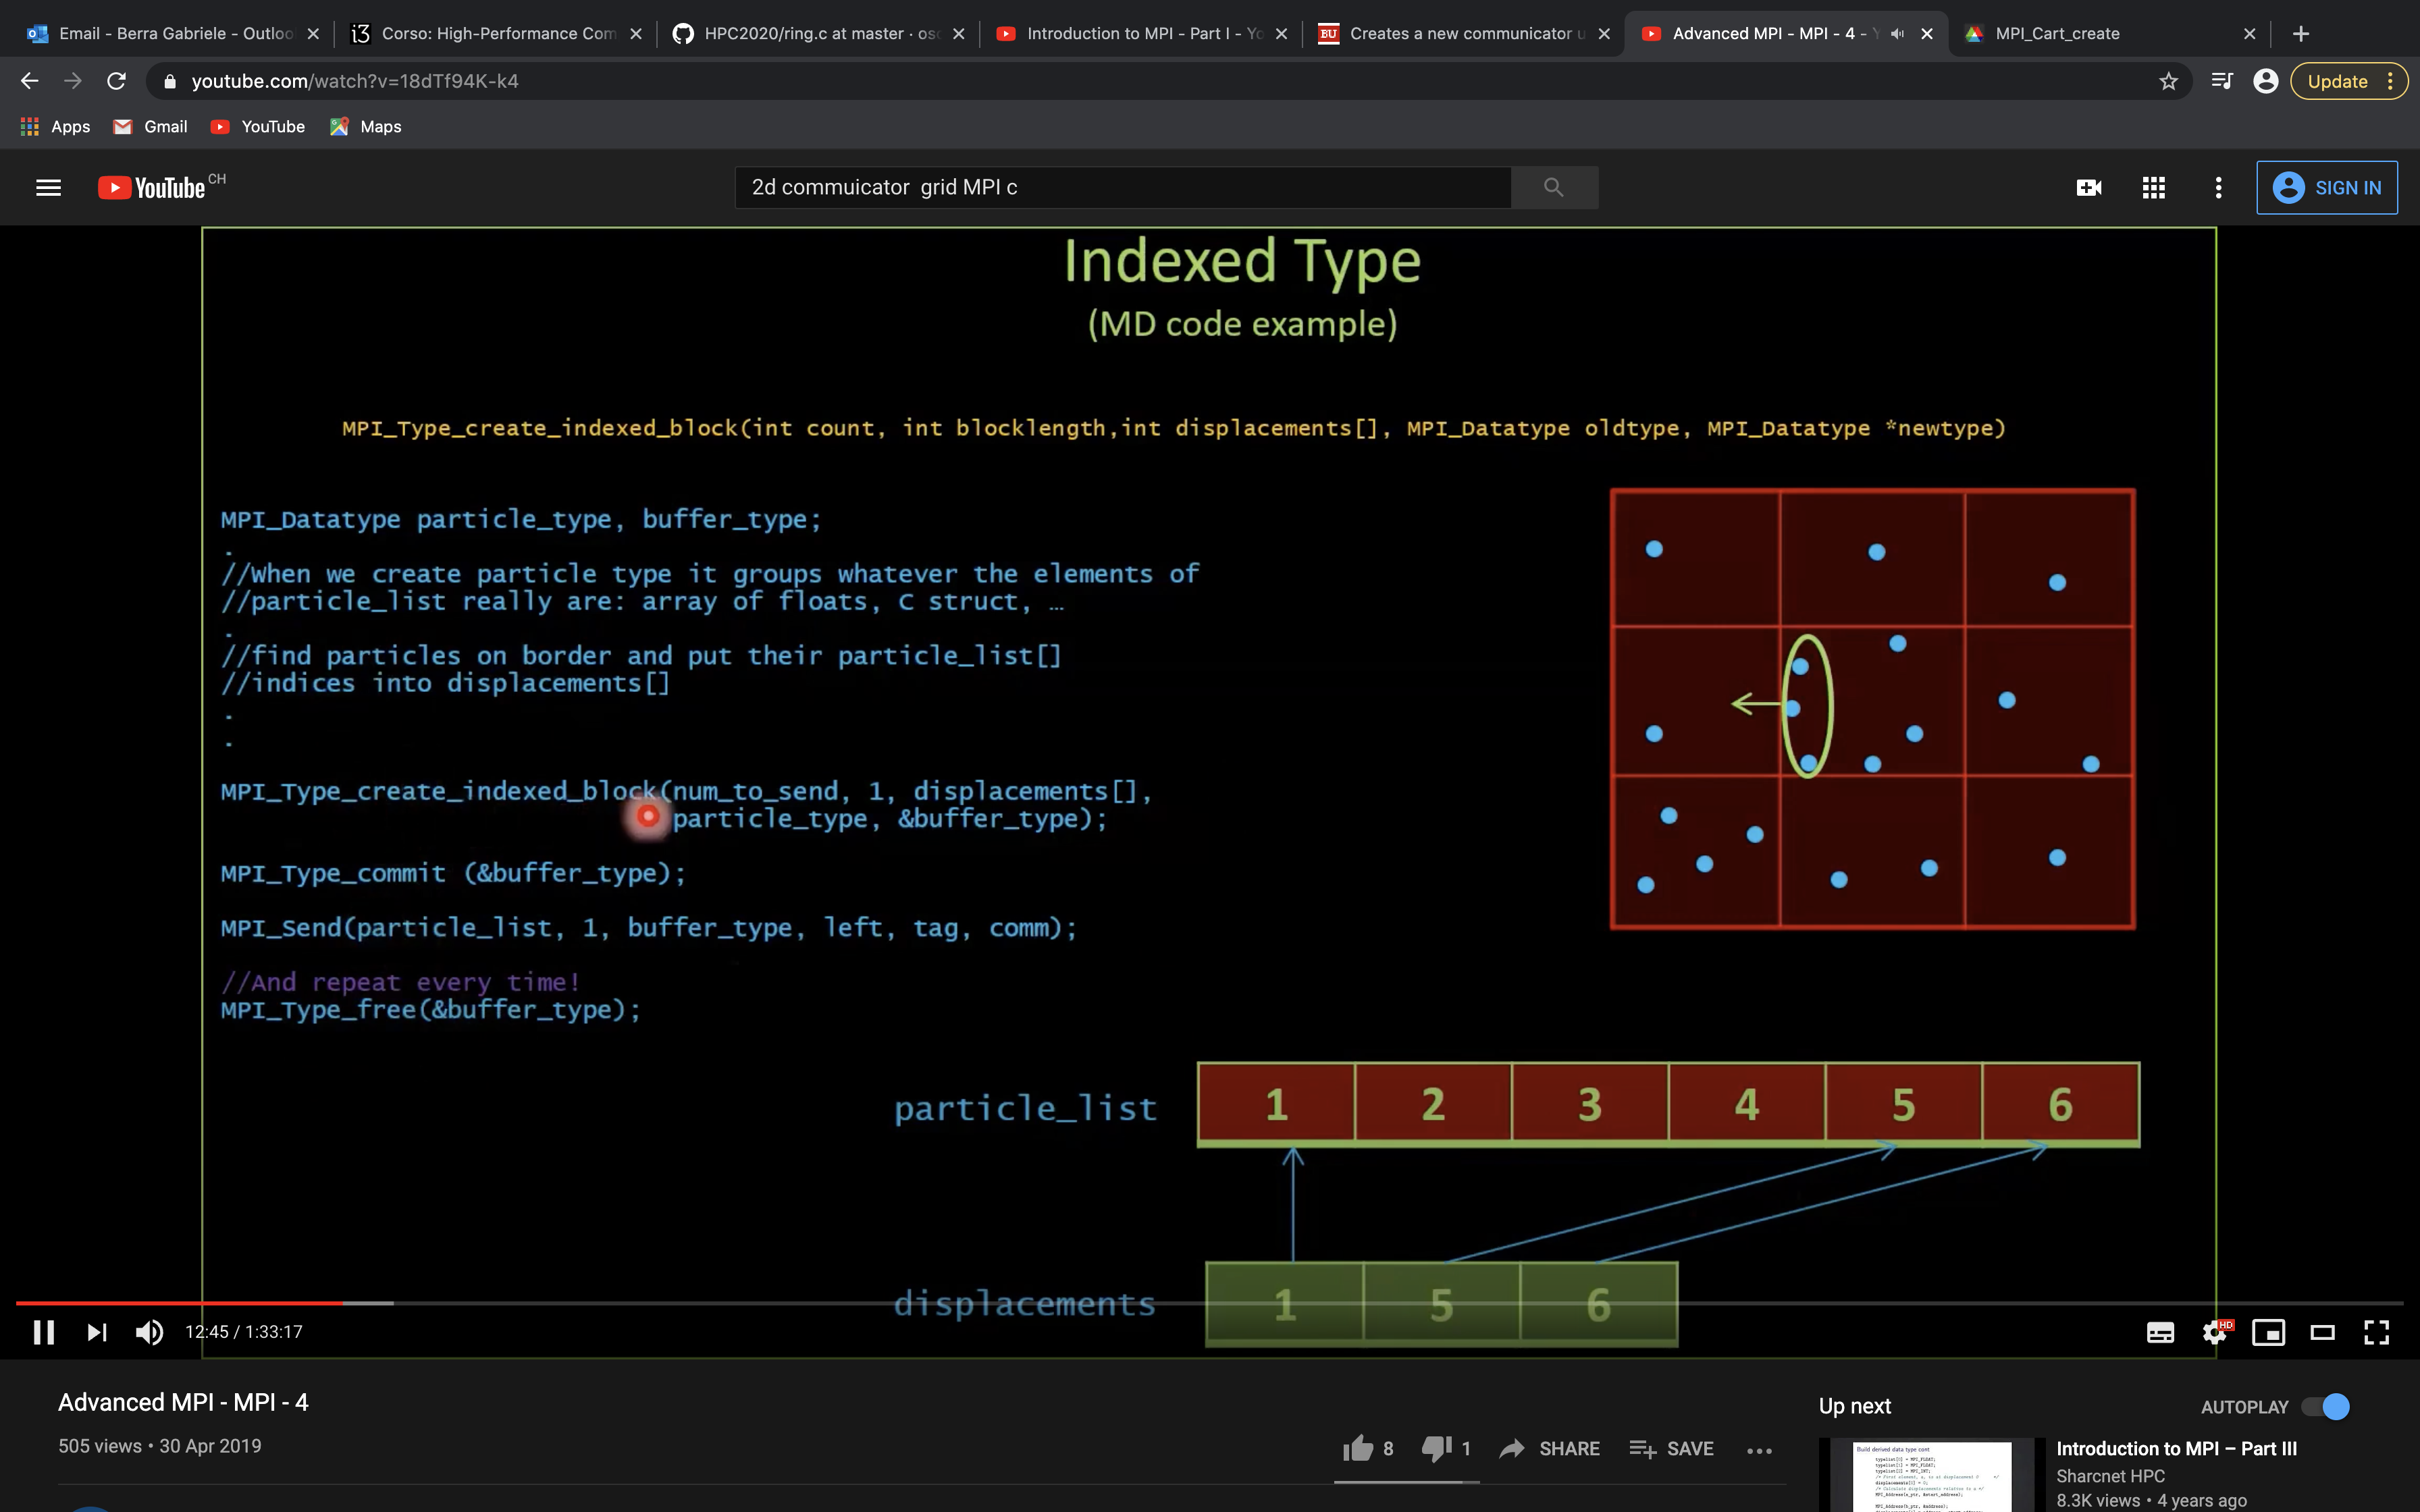 Email - Berra Gabriele - Outloo
Corso: High-Performance Com
HPC2020/ring.c at master · osc
Introduction to MPI - Part I - Yo
BU Creates a new communicator u
Advanced MPI - MPI - 4 - Y
MPI_Cart_create
youtube.com/watch?v=18dTf94K-k4
Update
Apps
Gmail
YouTube
Maps
YouTube CH
2d commuicator  grid MPI c
SIGN IN
Indexed Type
(MD code example)
MPI_Type_create_indexed_block(int count, int blocklength,int displacements[], MPI_Datatype oldtype, MPI_Datatype *newtype)
MPI_Datatype particle_type, buffer_type;
.
//When we create particle type it groups whatever the elements of
//particle_list really are: array of floats, C struct, …
.
//find particles on border and put their particle_list[]
//indices into displacements[]
.
.
MPI_Type_create_indexed_block(num_to_send, 1, displacements[],
particle_type, &buffer_type);
MPI_Type_commit (&buffer_type);
MPI_Send(particle_list, 1, buffer_type, left, tag, comm);
//And repeat every time!
MPI_Type_free(&buffer_type);
particle_list 1 2 3 4 5 6
displacements 1 5 6
12:45 / 1:33:17
HD
Advanced MPI - MPI - 4
505 views • 30 Apr 2019
8 1 SHARE SAVE
Up next
AUTOPLAY
Build derived data type cont
Introduction to MPI – Part III
Sharcnet HPC
8.3K views • 4 years ago